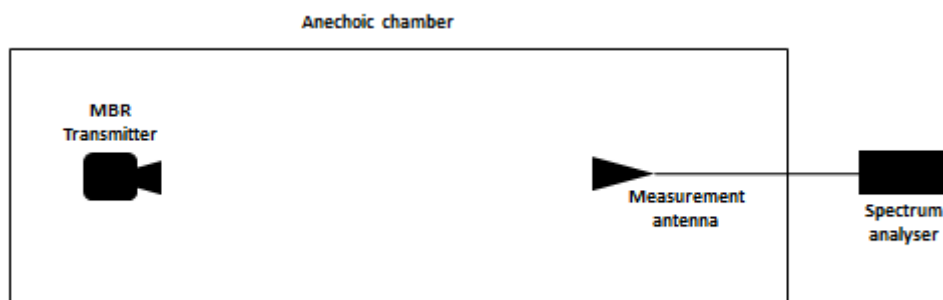 Anechoic chamber
MBR
Transmitter
Measurement
antenna
Spectrum
analyser